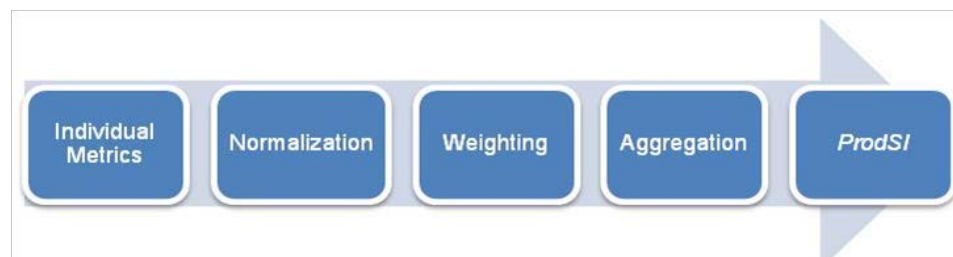 Individual
Metrics
Normalization
Weighting
Aggregation
ProdSI